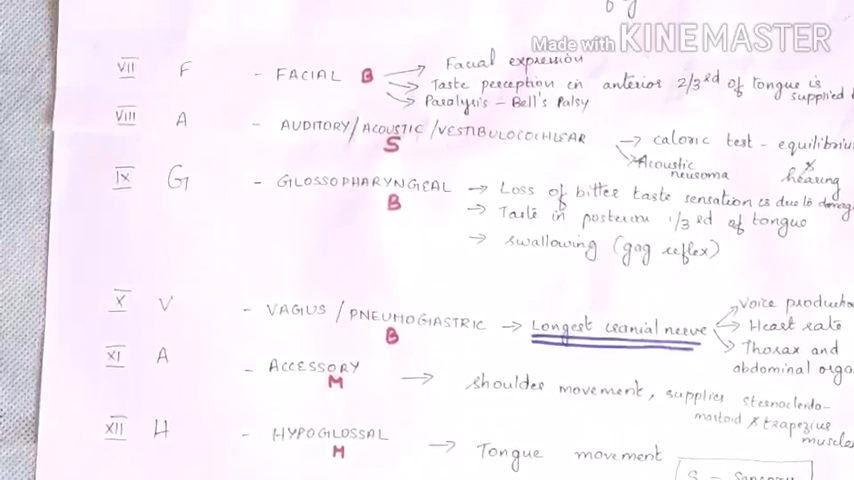 Made with KINEMASTER
VII F - FACIAL B → Facial expression
→ Taste perception in anterior 2/3rd of tongue is
supplied
→ Paralysis - Bell's Palsy
VIII A - AUDITORY/ACOUSTIC/VESTIBULOCOCHLEAR → caloric test - equilibrium
S → Acoustic neuroma & hearing
IX G - GLOSSOPHARYNGEAL → Loss of bitter taste sensation is due to damage
B → Taste in posterior 1/3rd of tongue
→ swallowing (gag reflex)
X V - VAGUS/PNEUMOGASTRIC → Longest cranial nerve → Voice production
B → Heart rate
→ Thorax and
abdominal orga
XI A - ACCESSORY → shoulder movement, supplies sternocleido-
M mastoid & trapezius
muscles
XII H - HYPOGLOSSAL → Tongue movement
M
S - Sensory